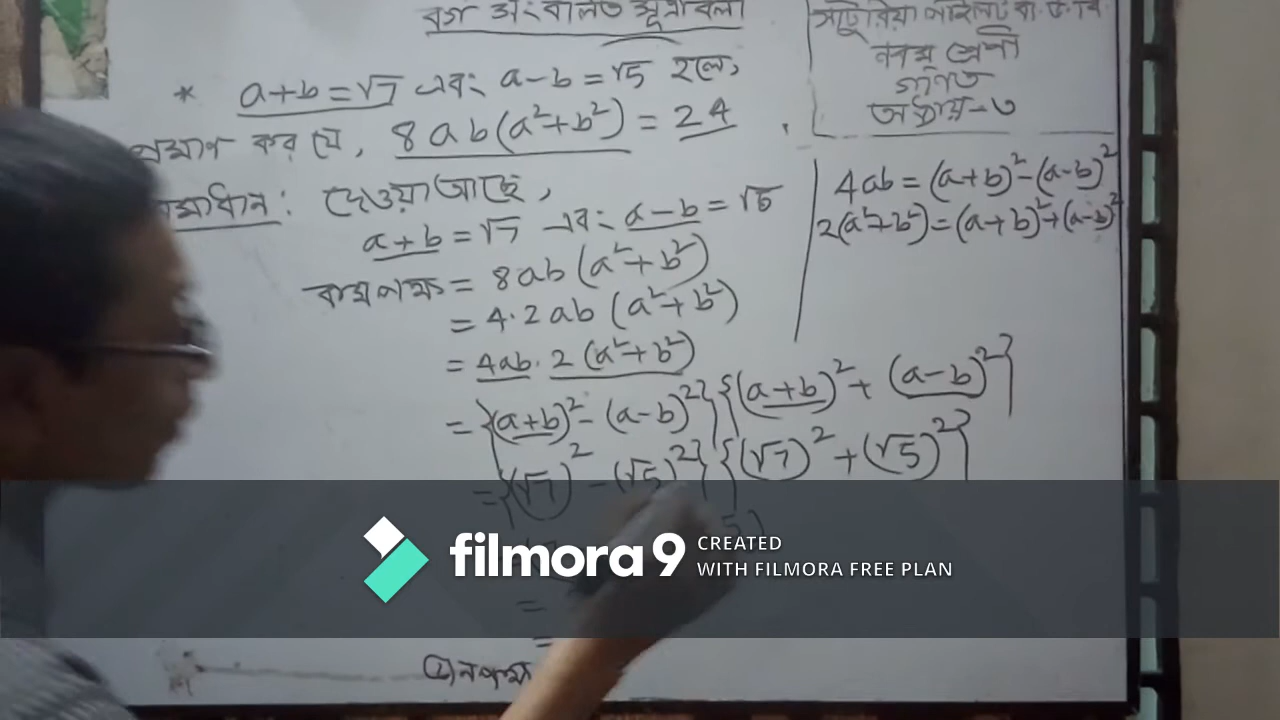 বর্গ সংবলিত সূত্রাবলী
* a+b=√7 এবং a-b=√5 হলে,
প্রমাণ কর যে, 8ab(a²+b²)=24.
সমাধান: দেওয়া আছে,
a+b=√7 এবং a-b=√5
বামপক্ষ = 8ab(a²+b²)
= 4·2ab(a²+b²)
= 4ab·2(a²+b²)
= {(a+b)²-(a-b)²}{(a+b)²+(a-b)²}
= {(√7)²-(√5)²}{(√7)²+(√5)²}
5)
=
=
নবম শ্রেণী
গণিত
অধ্যায়-৩
4ab=(a+b)²-(a-b)²
2(a²+b²)=(a+b)²+(a-b)²
filmora9
CREATED
WITH FILMORA FREE PLAN